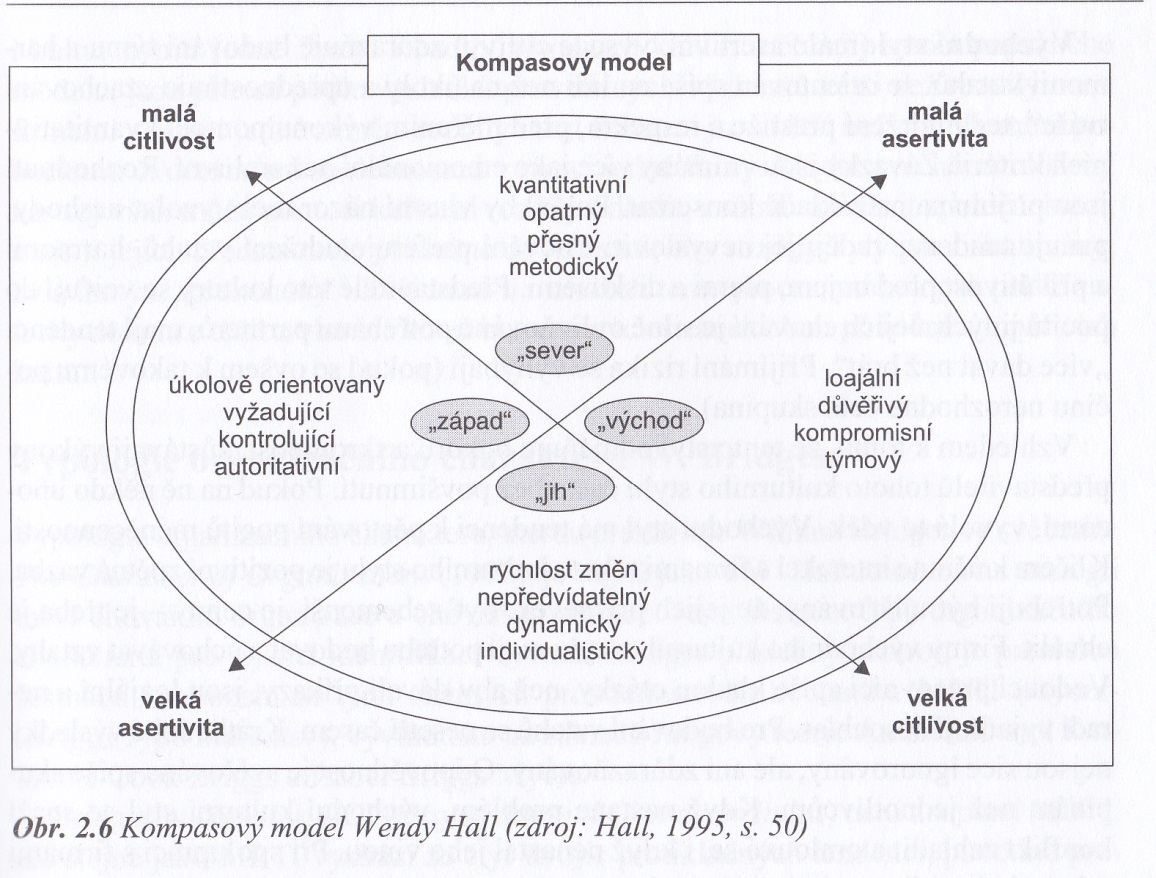 Kompasový model
malá
citlivost
malá
asertivita
kvantitativní
opatrný
přesný
metodický
„sever“
úkolově orientovaný
vyžadující
kontrolující
autoritativní
„západ“
„východ“
loajální
důvěřivý
kompromisní
týmový
„jih“
rychlost změn
nepředvídatelný
dynamický
individualistický
velká
asertivita
velká
citlivost
Obr. 2.6 Kompasový model Wendy Hall (zdroj: Hall, 1995, s. 50)